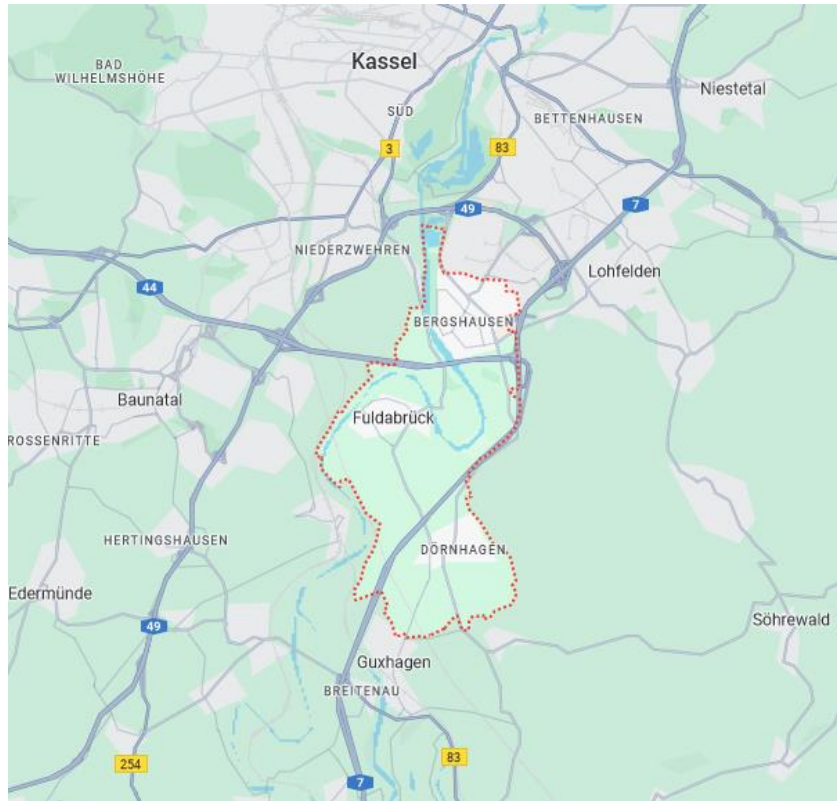 Kassel
BAD
WILHELMSHÖHE
Niestetal
SÜD
BETTENHAUSEN
3
83
7
49
NIEDERZWEHREN
Lohfelden
44
BERGSHAUSEN
Baunatal
Fuldabrück
ROSSENRITTE
HERTINGSHAUSEN
DÖRNHAGEN
Edermünde
Söhrewald
49
Guxhagen
BREITENAU
83
254
7